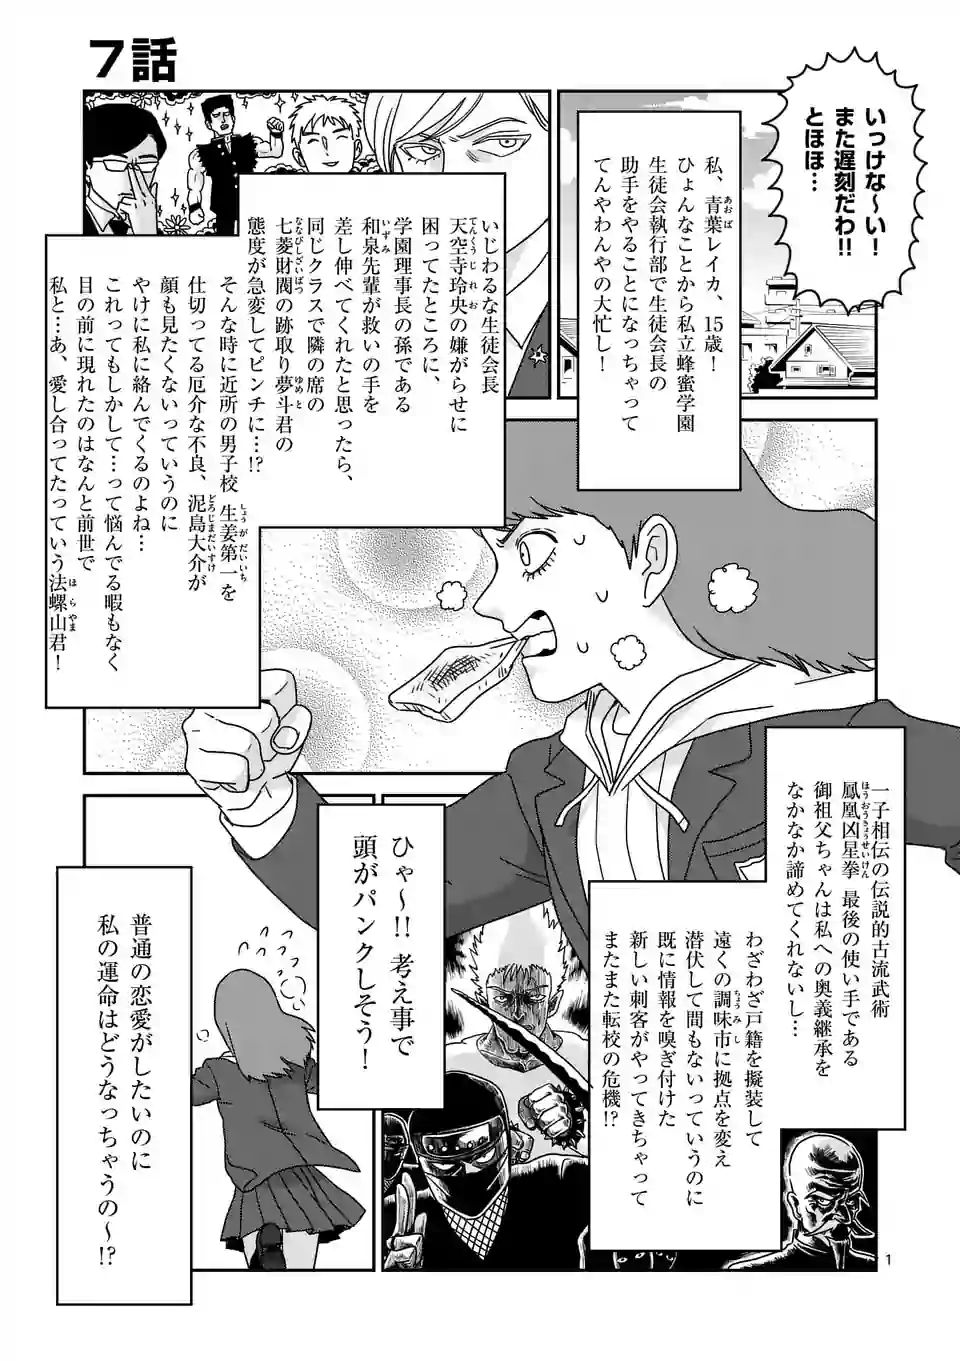 7話
いっけな〜い!
また遅刻だわ!!
とほほ…
私、青葉レイカ、15歳!
ひょんなことから私立蜂蜜学園
生徒会執行部で生徒会長の
助手をやることになっちゃって
てんやわんやの大忙し!
いじわるな生徒会長
天空寺玲央の嫌がらせに
困ってたところに、
学園理事長の孫である
和泉先輩が救いの手を
差し伸べてくれたと思ったら、
同じクラスで隣の席の
七菱財閥の跡取り夢斗君の
態度が急変してピンチに…!?
そんな時に近所の男子校 生姜第一を
仕切ってる厄介な不良、泥島大介が
顔も見たくないっていうのに
やけに私に絡んでくるのよね…
これってもしかして…って悩んでる暇もなく
目の前に現れたのはなんと前世で
私と…あ、愛し合ってたっていう法螺山君!
一子相伝の伝説的古流武術
鳳凰凶星拳 最後の使い手である
御祖父ちゃんは私への奥義継承を
なかなか諦めてくれないし…
わざわざ戸籍を擬装して
遠くの調味市に拠点を変え
潜伏して間もないっていうのに
既に情報を嗅ぎ付けた
新しい刺客がやってきちゃって
またまた転校の危機!?
ひゃ〜!! 考え事で
頭がパンクしそう!
普通の恋愛がしたいのに
私の運命はどうなっちゃうの〜!?
1